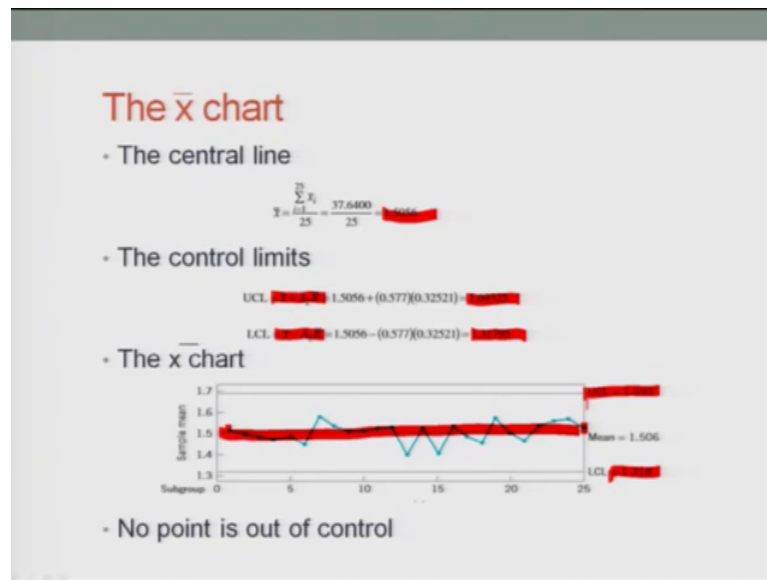 The x̄ chart
• The central line
x̿ = Σ x̄ᵢ / 25 = 37.6400 / 25 =
• The control limits
UCL = 1.5056+(0.577)(0.32521)=
LCL = 1.5056−(0.577)(0.32521)=
• The x chart
Sample mean
1.7
1.6
1.5
1.4
1.3
Mean = 1.506
LCL
Subgroup 0 5 10 15 20 25
• No point is out of control